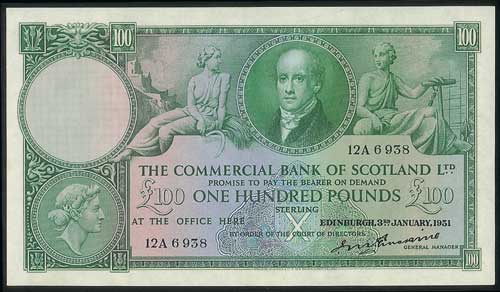 100 100
12A 6938
THE COMMERCIAL BANK OF SCOTLAND LTD.
PROMISE TO PAY THE BEARER ON DEMAND
£100 ONE HUNDRED POUNDS £100
STERLING
AT THE OFFICE HERE EDINBURGH, 3RD JANUARY, 1951
12A 6938 BY ORDER OF THE COURT OF DIRECTORS
GENERAL MANAGER
100 100